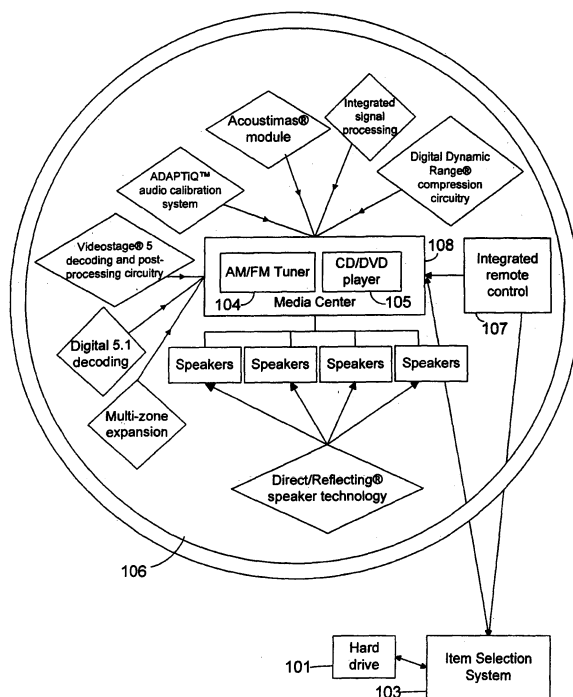 Acoustimas®
module
Integrated
signal
processing
ADAPTiQ™
audio calibration
system
Digital Dynamic
Range®
compression
circuitry
Videostage® 5
decoding and post-
processing circuitry
108
AM/FM Tuner
CD/DVD
player
104
Media Center
105
Integrated
remote
control
107
Digital 5.1
decoding
Speakers
Speakers
Speakers
Speakers
Multi-zone
expansion
Direct/Reflecting®
speaker technology
106
101
Hard
drive
Item Selection
System
103